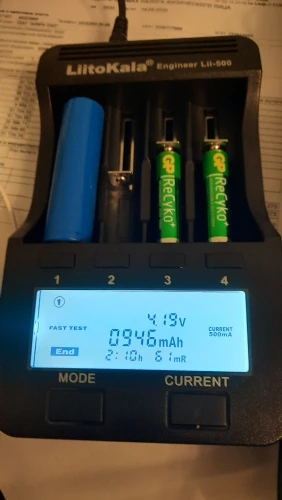 LiitoKala® Engineer Lii-500
GP ReCyko+
GP ReCyko+
1 2 3 4
1
4.19V
FAST TEST
0946mAh
CURRENT
500mA
End
2:10h 61mR
MODE CURRENT